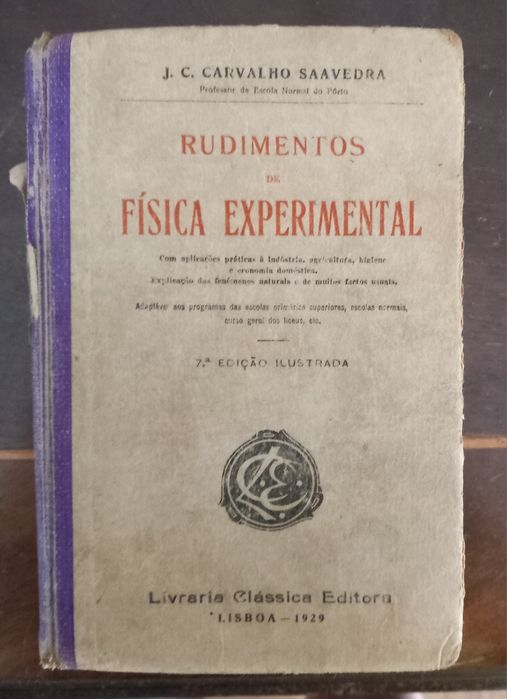 J. C. CARVALHO SAAVEDRA
Professor da Escola Normal do Pôrto
RUDIMENTOS
DE
FÍSICA EXPERIMENTAL
Com aplicações práticas à indústria, agricultura, higiene
e economia doméstica.
Explicação dos fenómenos naturais e de muitos factos usuais.
Adaptável aos programas das escolas primárias superiores, escolas normais,
curso geral dos liceus, etc.
7.ª EDIÇÃO ILUSTRADA
LCE
Livraria Clássica Editora
LISBOA — 1929